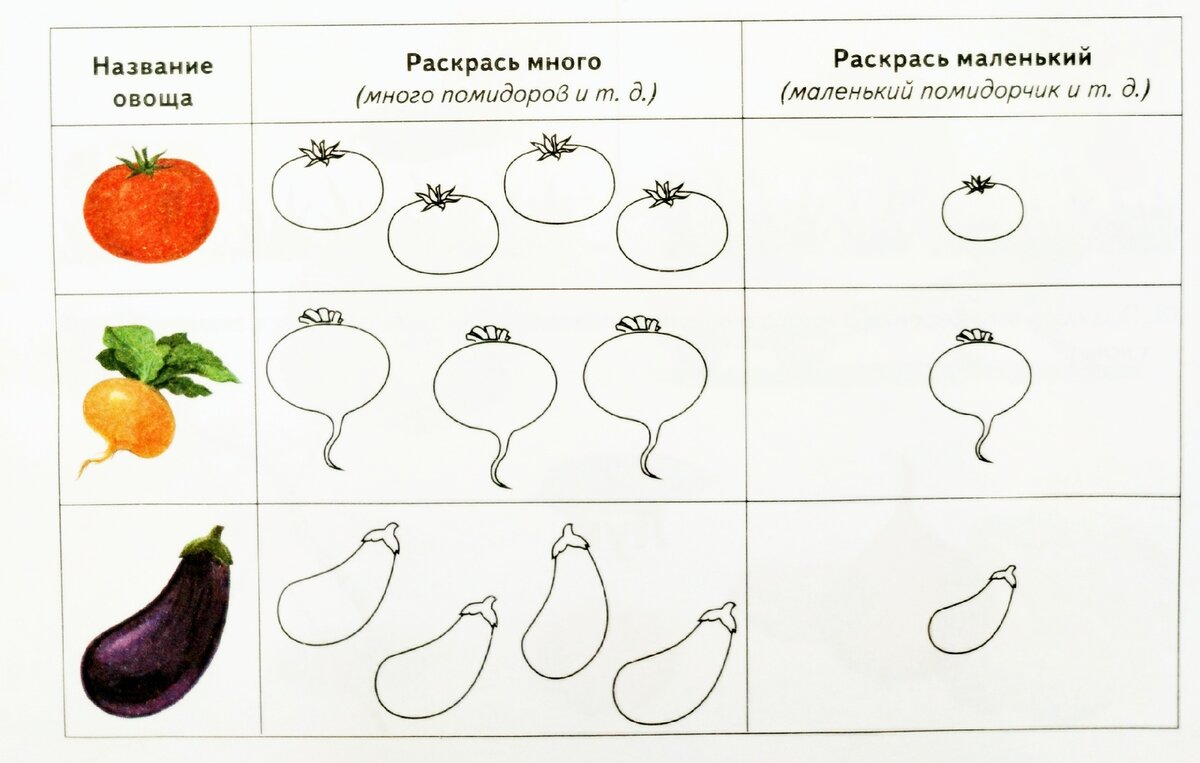 Название
овоща
Раскрась много
(много помидоров и т. д.)
Раскрась маленький
(маленький помидорчик и т. д.)